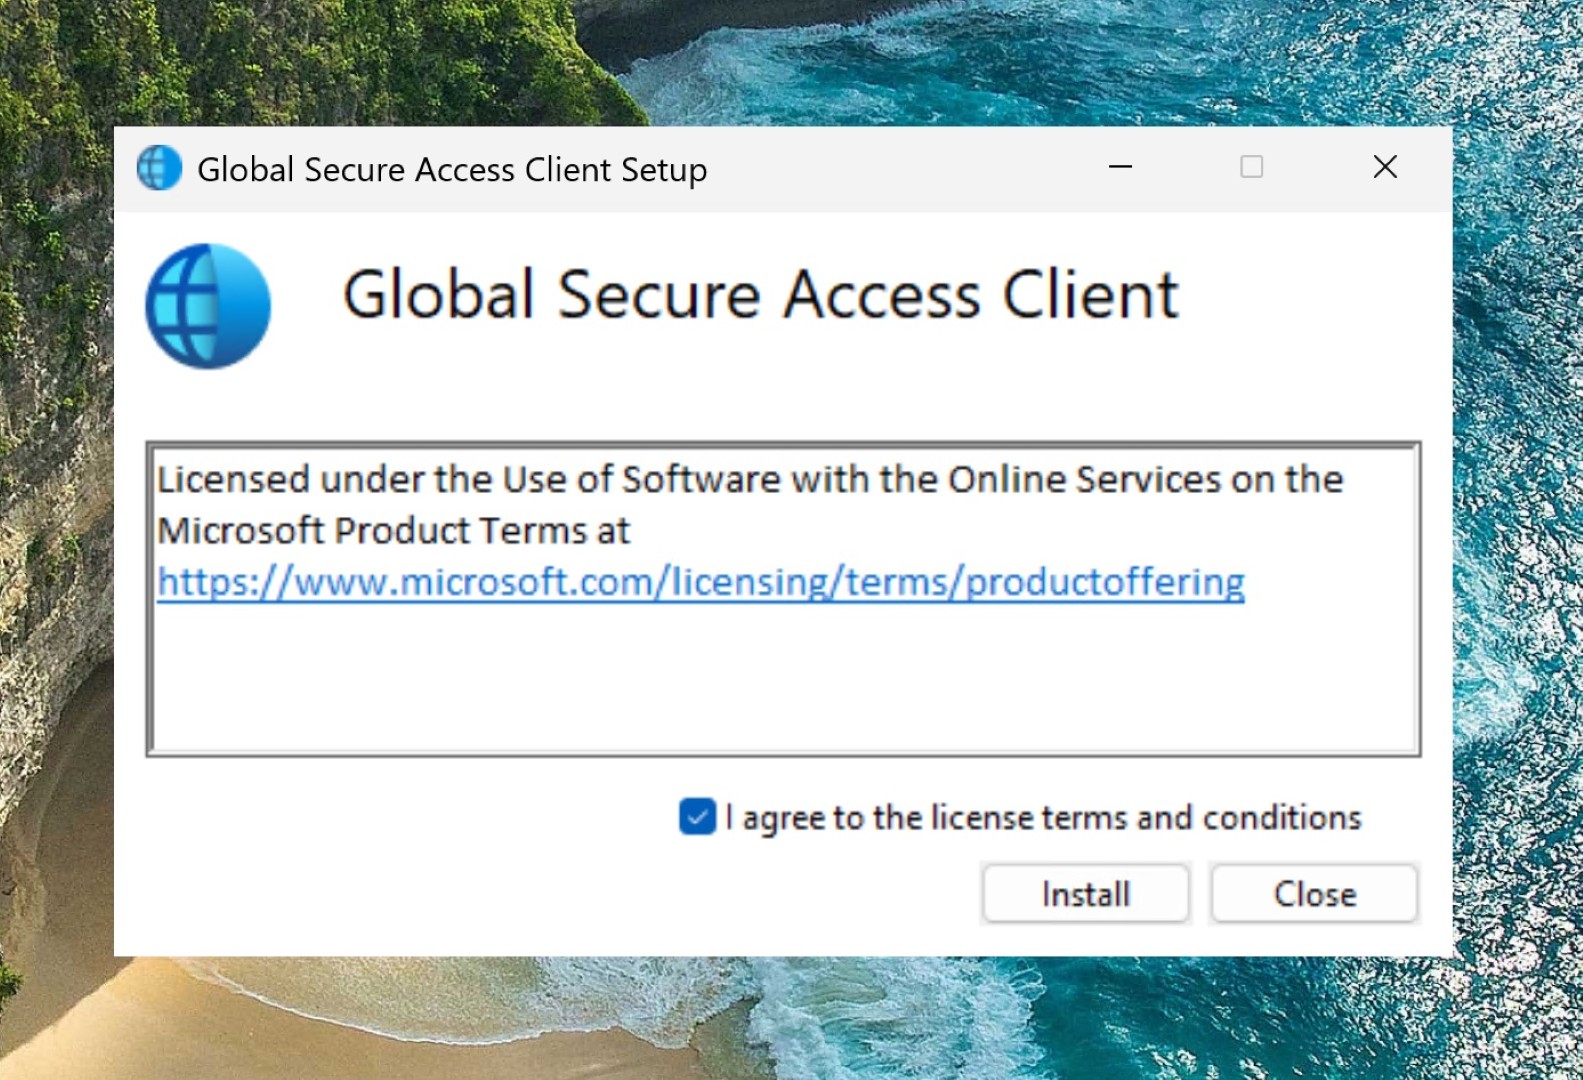 Global Secure Access Client Setup
Global Secure Access Client
Licensed under the Use of Software with the Online Services on the
Microsoft Product Terms at
https://www.microsoft.com/licensing/terms/productoffering
I agree to the license terms and conditions
Install
Close